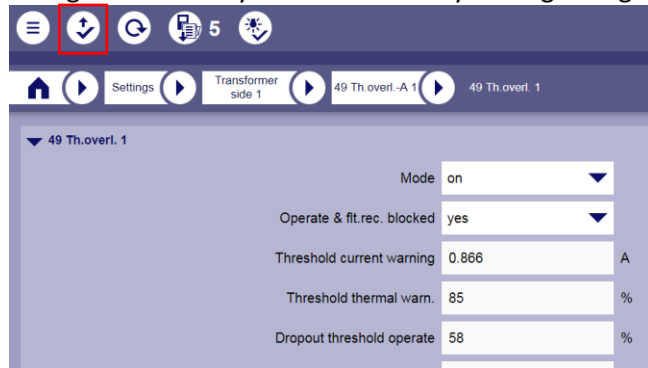 5
Settings
Transformer
side 1
49 Th.overl.-A 1
49 Th.overl. 1
49 Th.overl. 1
Mode on
Operate & flt.rec. blocked yes
Threshold current warning 0.866 A
Threshold thermal warn. 85 %
Dropout threshold operate 58 %